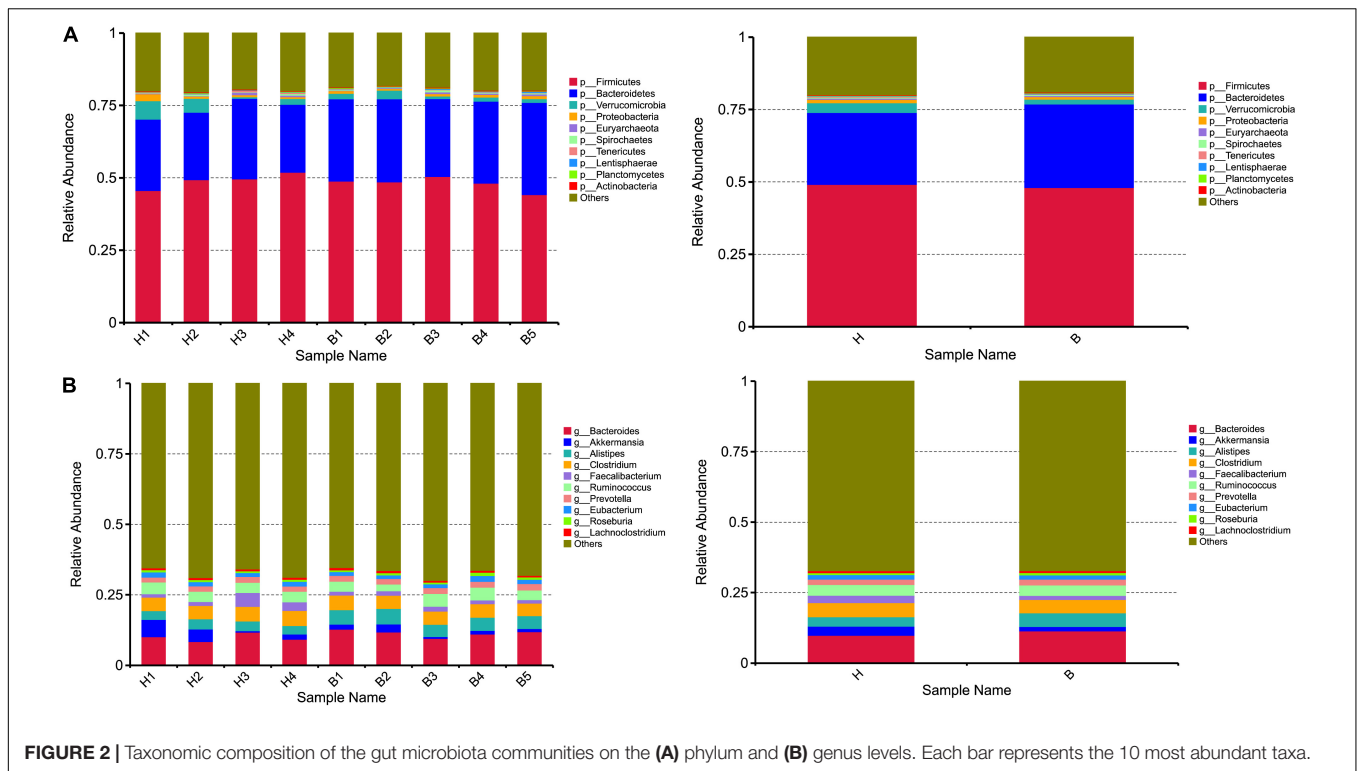 A
Relative Abundance
1
0.75
0.5
0.25
0
H1
H2
H3
H4
B1
B2
B3
B4
B5
Sample Name
p__Firmicutes
p__Bacteroidetes
p__Verrucomicrobia
p__Proteobacteria
p__Euryarchaeota
p__Spirochaetes
p__Tenericutes
p__Lentisphaerae
p__Planctomycetes
p__Actinobacteria
Others
Relative Abundance
1
0.75
0.5
0.25
0
H
B
Sample Name
p__Firmicutes
p__Bacteroidetes
p__Verrucomicrobia
p__Proteobacteria
p__Euryarchaeota
p__Spirochaetes
p__Tenericutes
p__Lentisphaerae
p__Planctomycetes
p__Actinobacteria
Others
B
Relative Abundance
1
0.75
0.5
0.25
0
H1
H2
H3
H4
B1
B2
B3
B4
B5
Sample Name
g__Bacteroides
g__Akkermansia
g__Alistipes
g__Clostridium
g__Faecalibacterium
g__Ruminococcus
g__Prevotella
g__Eubacterium
g__Roseburia
g__Lachnoclostridium
Others
Relative Abundance
1
0.75
0.5
0.25
0
H
B
Sample Name
g__Bacteroides
g__Akkermansia
g__Alistipes
g__Clostridium
g__Faecalibacterium
g__Ruminococcus
g__Prevotella
g__Eubacterium
g__Roseburia
g__Lachnoclostridium
Others
FIGURE 2 | Taxonomic composition of the gut microbiota communities on the (A) phylum and (B) genus levels. Each bar represents the 10 most abundant taxa.